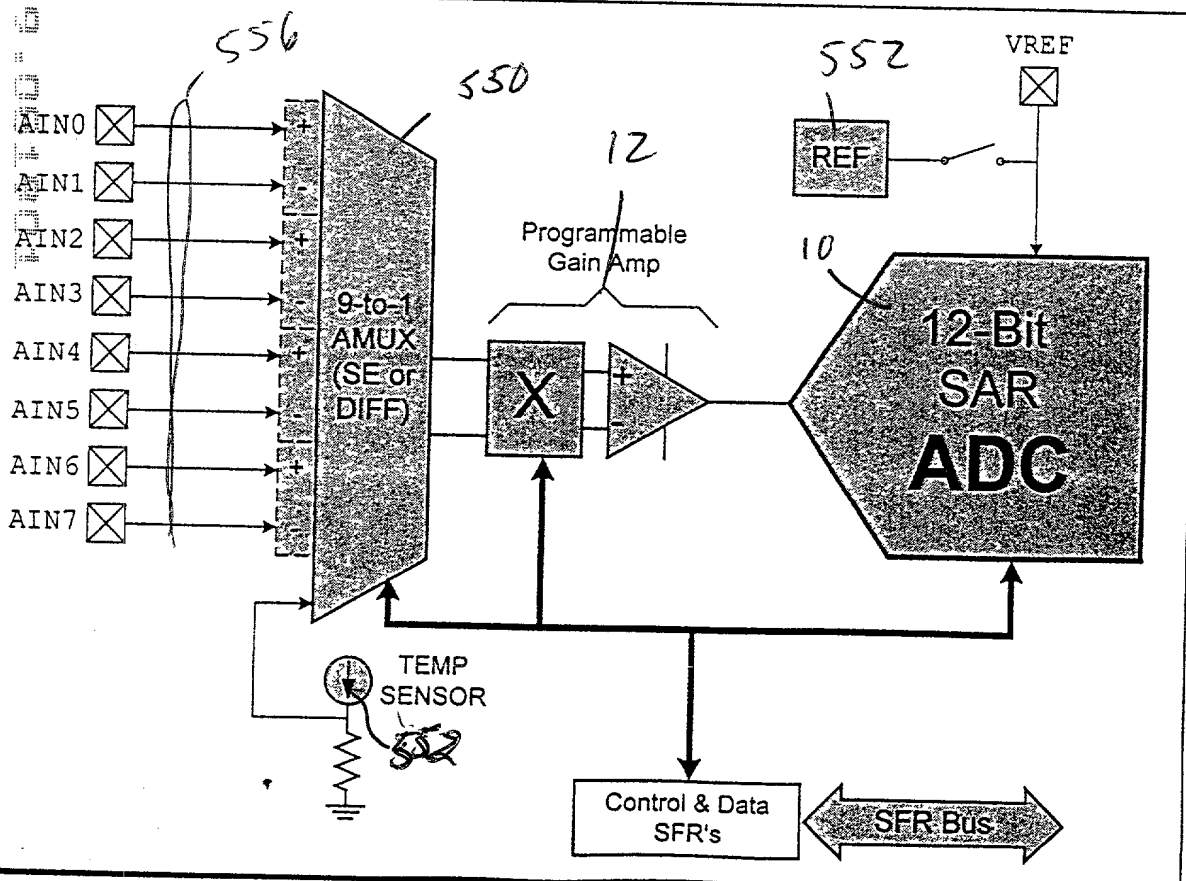 556
550
552
VREF
AIN0
+
AIN1
-
AIN2
+
AIN3
-
AIN4
+
AIN5
-
AIN6
+
AIN7
-
9-to-1
AMUX
(SE or
DIFF)
12
Programmable
Gain Amp
X
+
-
REF
10
12-Bit
SAR
ADC
TEMP
SENSOR
Control & Data
SFR's
SFR Bus